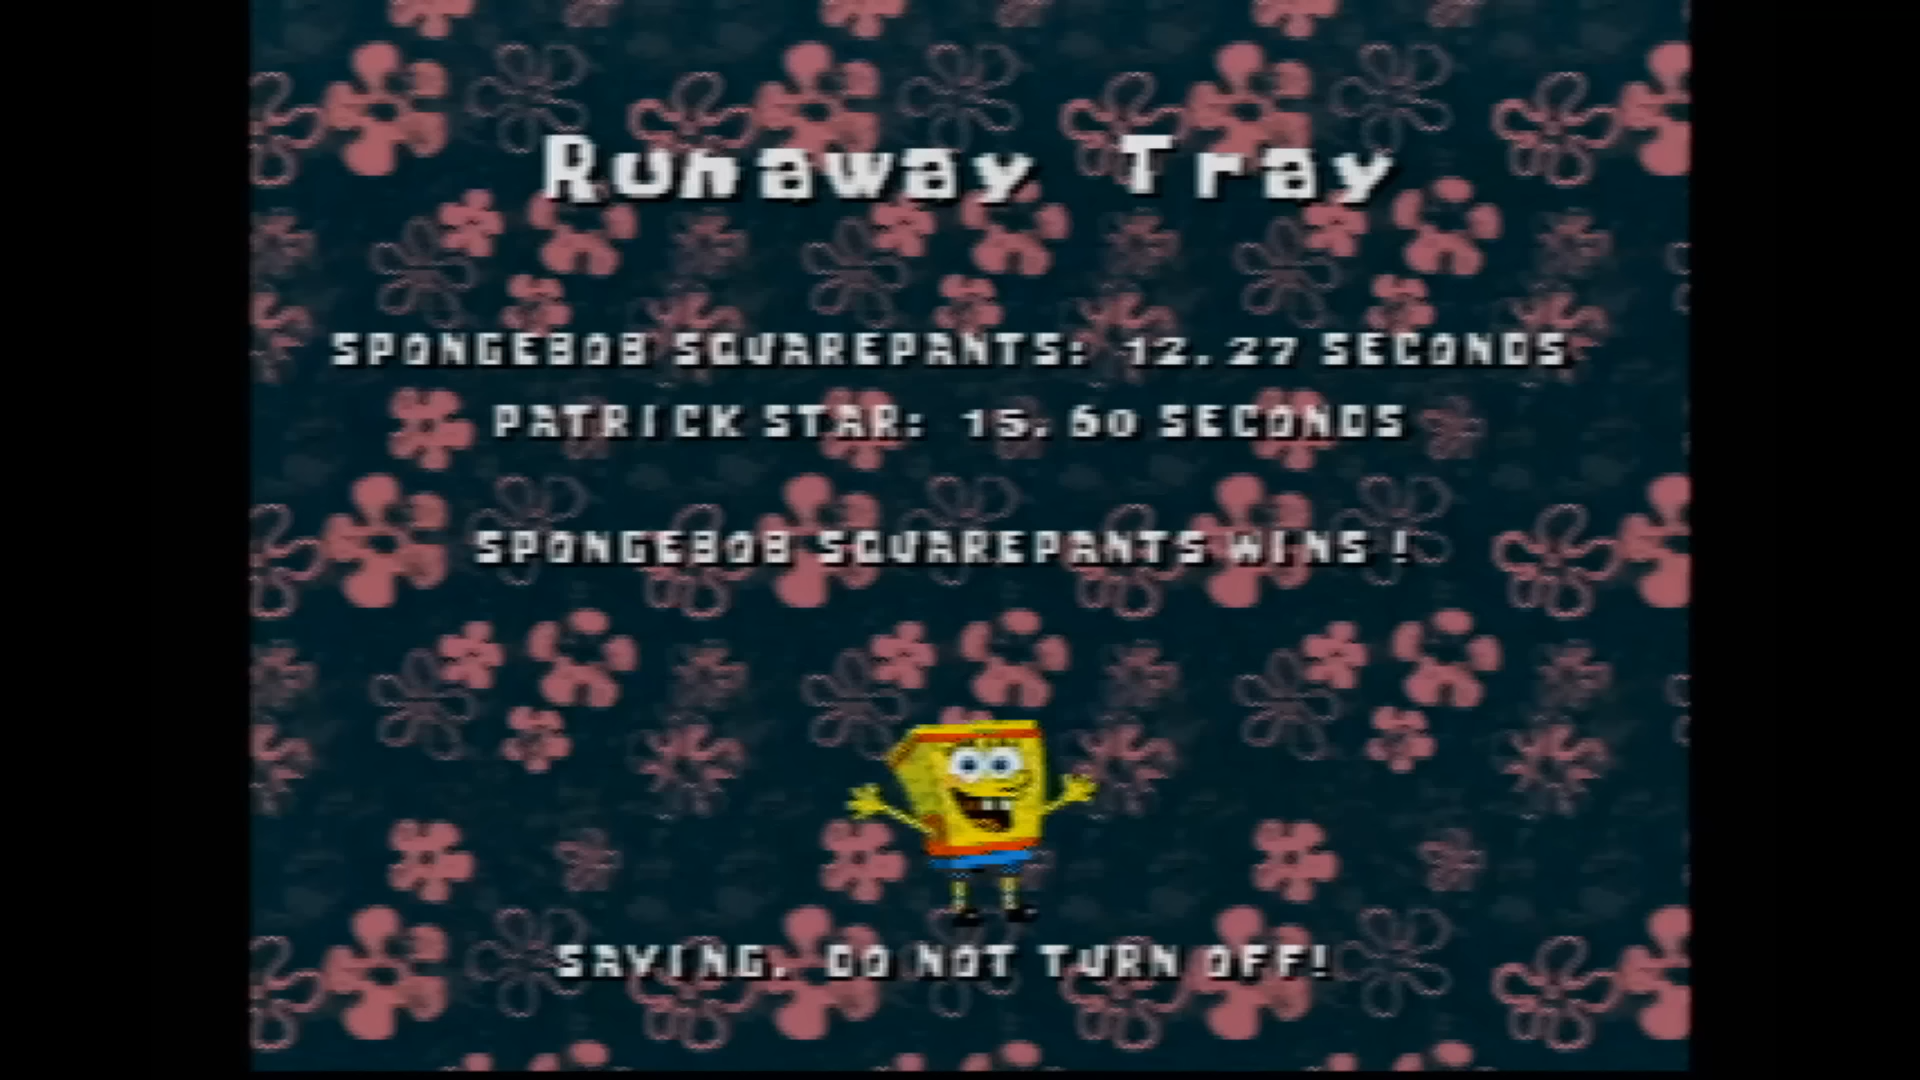 Runaway Tray
SPONGEBOB SQUAREPANTS: 12.27 SECONDS
PATRICK STAR: 15.60 SECONDS
SPONGEBOB SQUAREPANTS WINS!
SAVING. DO NOT TURN OFF!